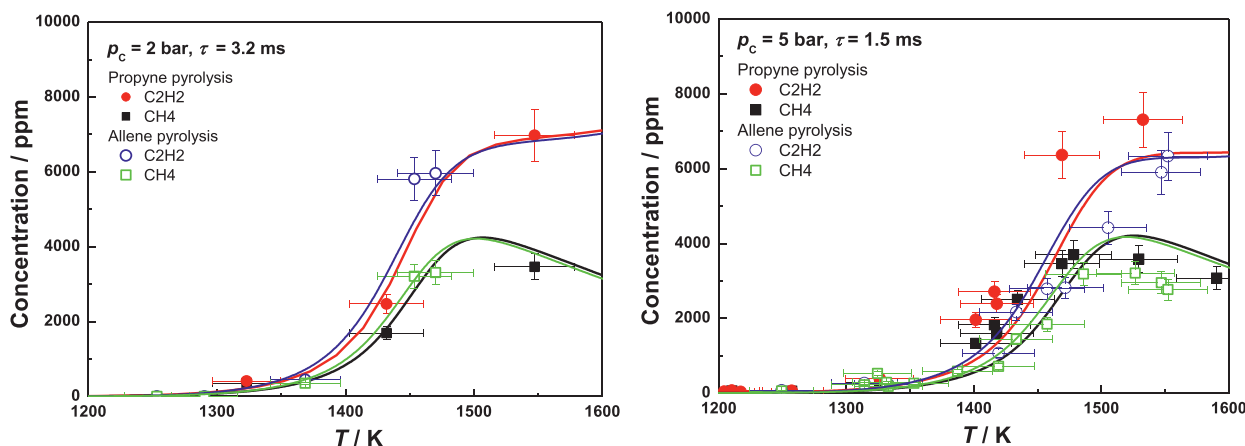 10000
8000
6000
4000
2000
0
Concentration / ppm
p_C = 2 bar, τ = 3.2 ms
Propyne pyrolysis
C2H2
CH4
Allene pyrolysis
C2H2
CH4
1200 1300 1400 1500 1600
T / K
10000
8000
6000
4000
2000
0
Concentration / ppm
p_C = 5 bar, τ = 1.5 ms
Propyne pyrolysis
C2H2
CH4
Allene pyrolysis
C2H2
CH4
1200 1300 1400 1500 1600
T / K